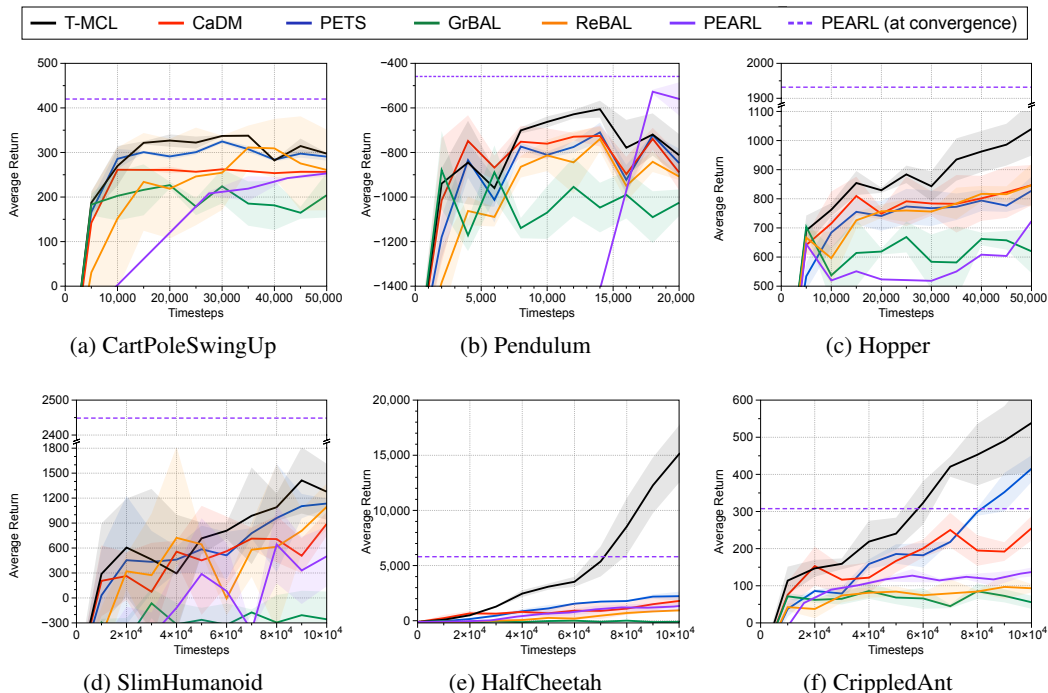 T-MCL CaDM PETS GrBAL ReBAL PEARL PEARL (at convergence)
Average Return
500
400
300
200
100
0
0 10,000 20,000 30,000 40,000 50,000
Timesteps
(a) CartPoleSwingUp
Average Return
−400
−600
−800
−1000
−1200
−1400
0 5,000 10,000 15,000 20,000
Timesteps
(b) Pendulum
Average Return
2000
1900
1000
900
800
700
600
500
0 10,000 20,000 30,000 40,000 50,000
Timesteps
(c) Hopper
Average Return
2500
2400
1800
1500
1200
900
600
300
0
−300
2×10⁴ 4×10⁴ 6×10⁴ 8×10⁴ 10×10⁴
Timesteps
(d) SlimHumanoid
Average Return
20,000
15,000
10,000
5,000
0
2×10⁴ 4×10⁴ 6×10⁴ 8×10⁴ 10×10⁴
Timesteps
(e) HalfCheetah
Average Return
600
500
400
300
200
100
0
0 2×10⁴ 4×10⁴ 6×10⁴ 8×10⁴ 10×10⁴
Timesteps
(f) CrippledAnt